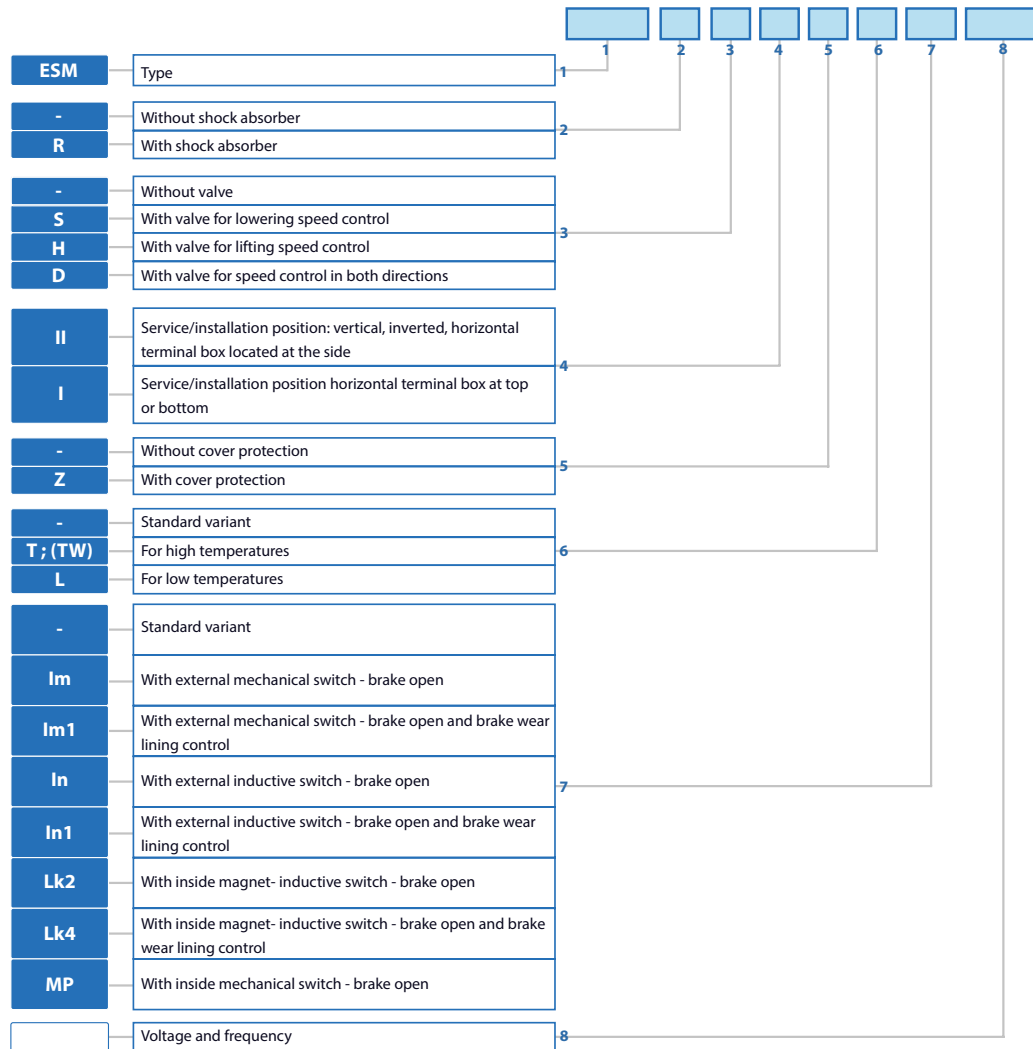 1 2 3 4 5 6 7 8
ESM Type 1
- Without shock absorber
2
R With shock absorber
- Without valve
S With valve for lowering speed control
3
H With valve for lifting speed control
D With valve for speed control in both directions
II Service/installation position: vertical, inverted, horizontal
terminal box located at the side
4
I Service/installation position horizontal terminal box at top
or bottom
- Without cover protection
5
Z With cover protection
- Standard variant
T ; (TW) For high temperatures 6
L For low temperatures
- Standard variant
Im With external mechanical switch - brake open
Im1 With external mechanical switch - brake open and brake wear
lining control
In With external inductive switch - brake open 7
In1 With external inductive switch - brake open and brake wear
lining control
Lk2 With inside magnet- inductive switch - brake open
Lk4 With inside magnet- inductive switch - brake open and brake
wear lining control
MP With inside mechanical switch - brake open
Voltage and frequency 8